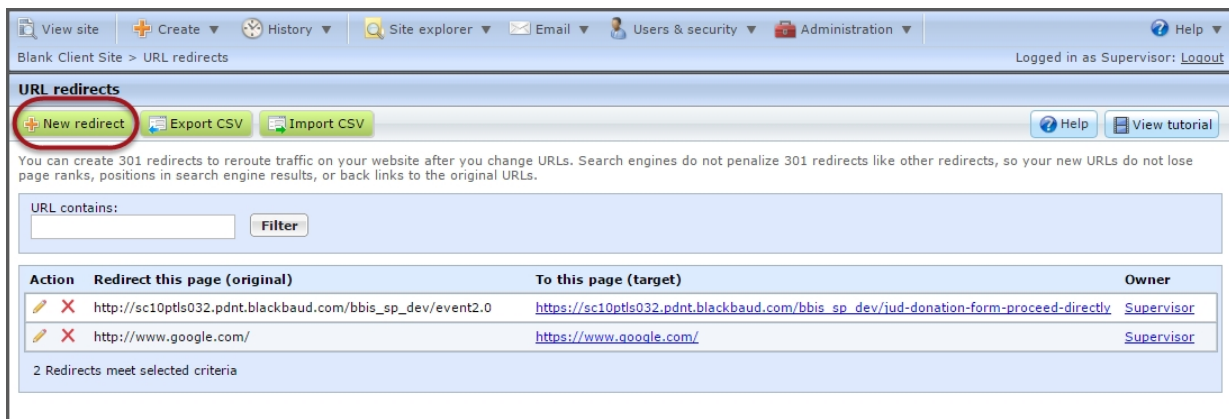 View site Create History Site explorer Email Users & security Administration Help
Blank Client Site > URL redirects Logged in as Supervisor: Logout
URL redirects
New redirect Export CSV Import CSV Help View tutorial
You can create 301 redirects to reroute traffic on your website after you change URLs. Search engines do not penalize 301 redirects like other redirects, so your new URLs do not lose
page ranks, positions in search engine results, or back links to the original URLs.
URL contains:
Filter
Action Redirect this page (original) To this page (target) Owner
http://sc10ptls032.pdnt.blackbaud.com/bbis_sp_dev/event2.0 https://sc10ptls032.pdnt.blackbaud.com/bbis_sp_dev/jud-donation-form-proceed-directly Supervisor
http://www.google.com/ https://www.google.com/ Supervisor
2 Redirects meet selected criteria